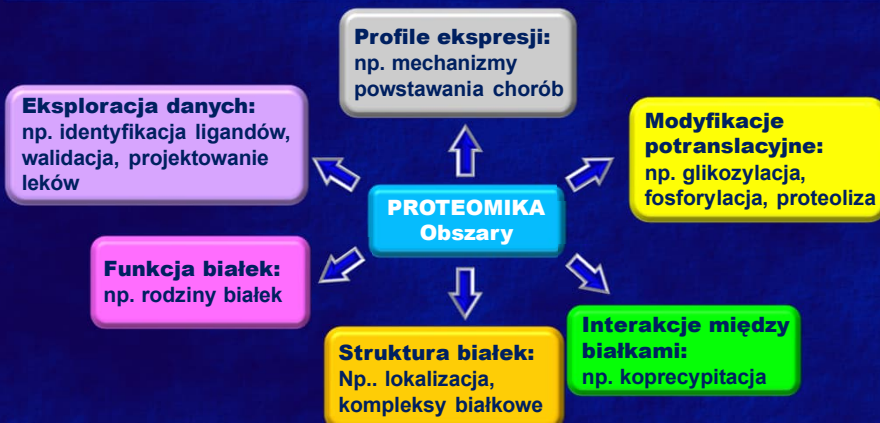 Profile ekspresji:
np. mechanizmy
powstawania chorób
Eksploracja danych:
np. identyfikacja ligandów,
walidacja, projektowanie
leków
Modyfikacje
potranslacyjne:
np. glikozylacja,
fosforylacja, proteoliza
PROTEOMIKA
Obszary
Funkcja białek:
np. rodziny białek
Struktura białek:
Np.. lokalizacja,
kompleksy białkowe
Interakcje między
białkami:
np. koprecypitacja